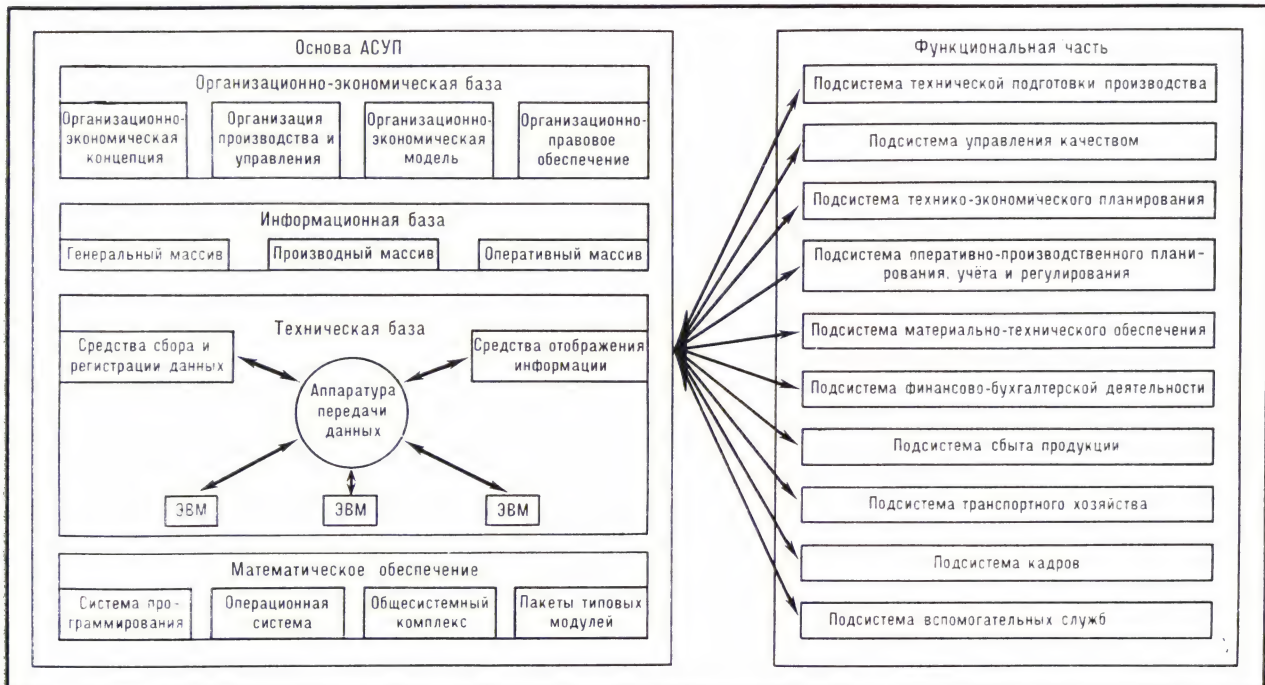 Основа АСУП
Организационно-экономическая база
Организационно-
экономическая
концепция
Организация
производства и
управления
Организационно-
экономическая
модель
Организационно-
правовое
обеспечение
Информационная база
Генеральный массив
Производный массив
Оперативный массив
Техническая база
Средства сбора и
регистрации данных
Средства отображения
информации
Аппаратура
передачи
данных
ЭВМ
ЭВМ
ЭВМ
Математическое обеспечение
Система про-
граммирования
Операционная
система
Общесистемный
комплекс
Пакеты типовых
модулей
Функциональная часть
Подсистема технической подготовки производства
Подсистема управления качеством
Подсистема технико-экономического планирования
Подсистема оперативно-производственного плани-
рования, учёта и регулирования
Подсистема материально-технического обеспечения
Подсистема финансово-бухгалтерской деятельности
Подсистема сбыта продукции
Подсистема транспортного хозяйства
Подсистема кадров
Подсистема вспомогательных служб